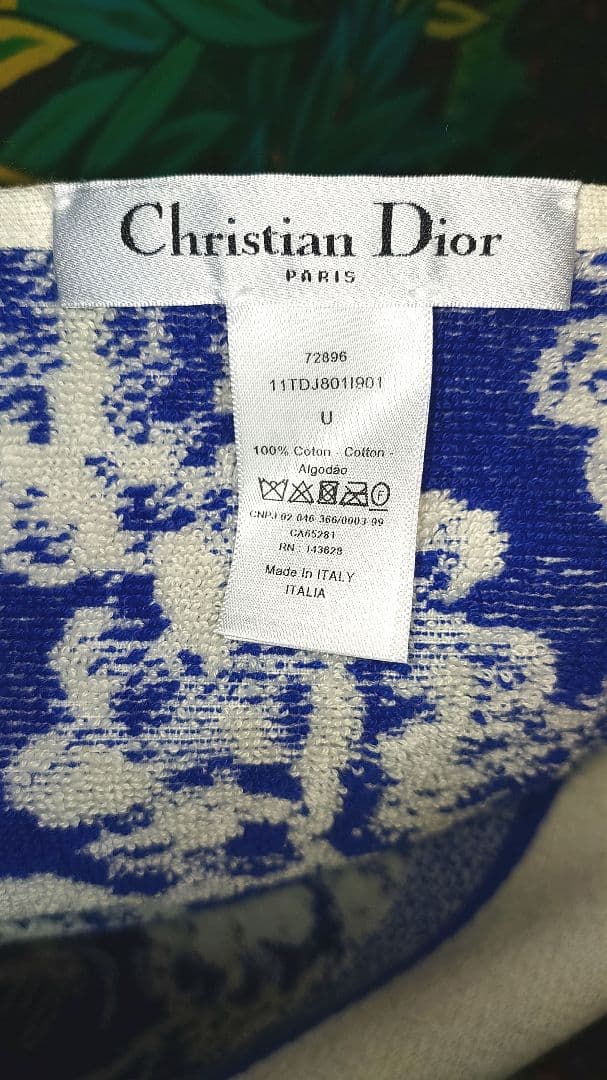 Christian Dior
PARIS
72896
11TDJ801I901
U
100% Coton - Cotton -
Algodão
F
CNPJ 02 046 366/0003 99
CA65281
RN : 143629
Made In ITALY
ITALIA